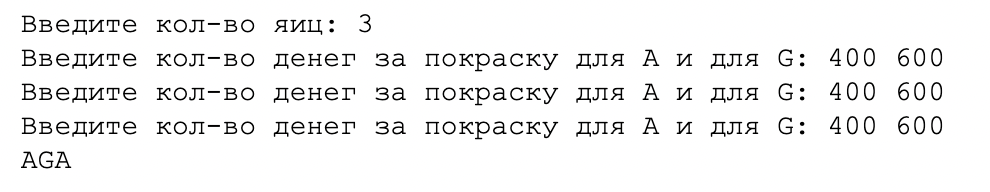 Введите кол-во яиц: 3
Введите кол-во денег за покраску для A и для G: 400 600
Введите кол-во денег за покраску для A и для G: 400 600
Введите кол-во денег за покраску для A и для G: 400 600
AGA